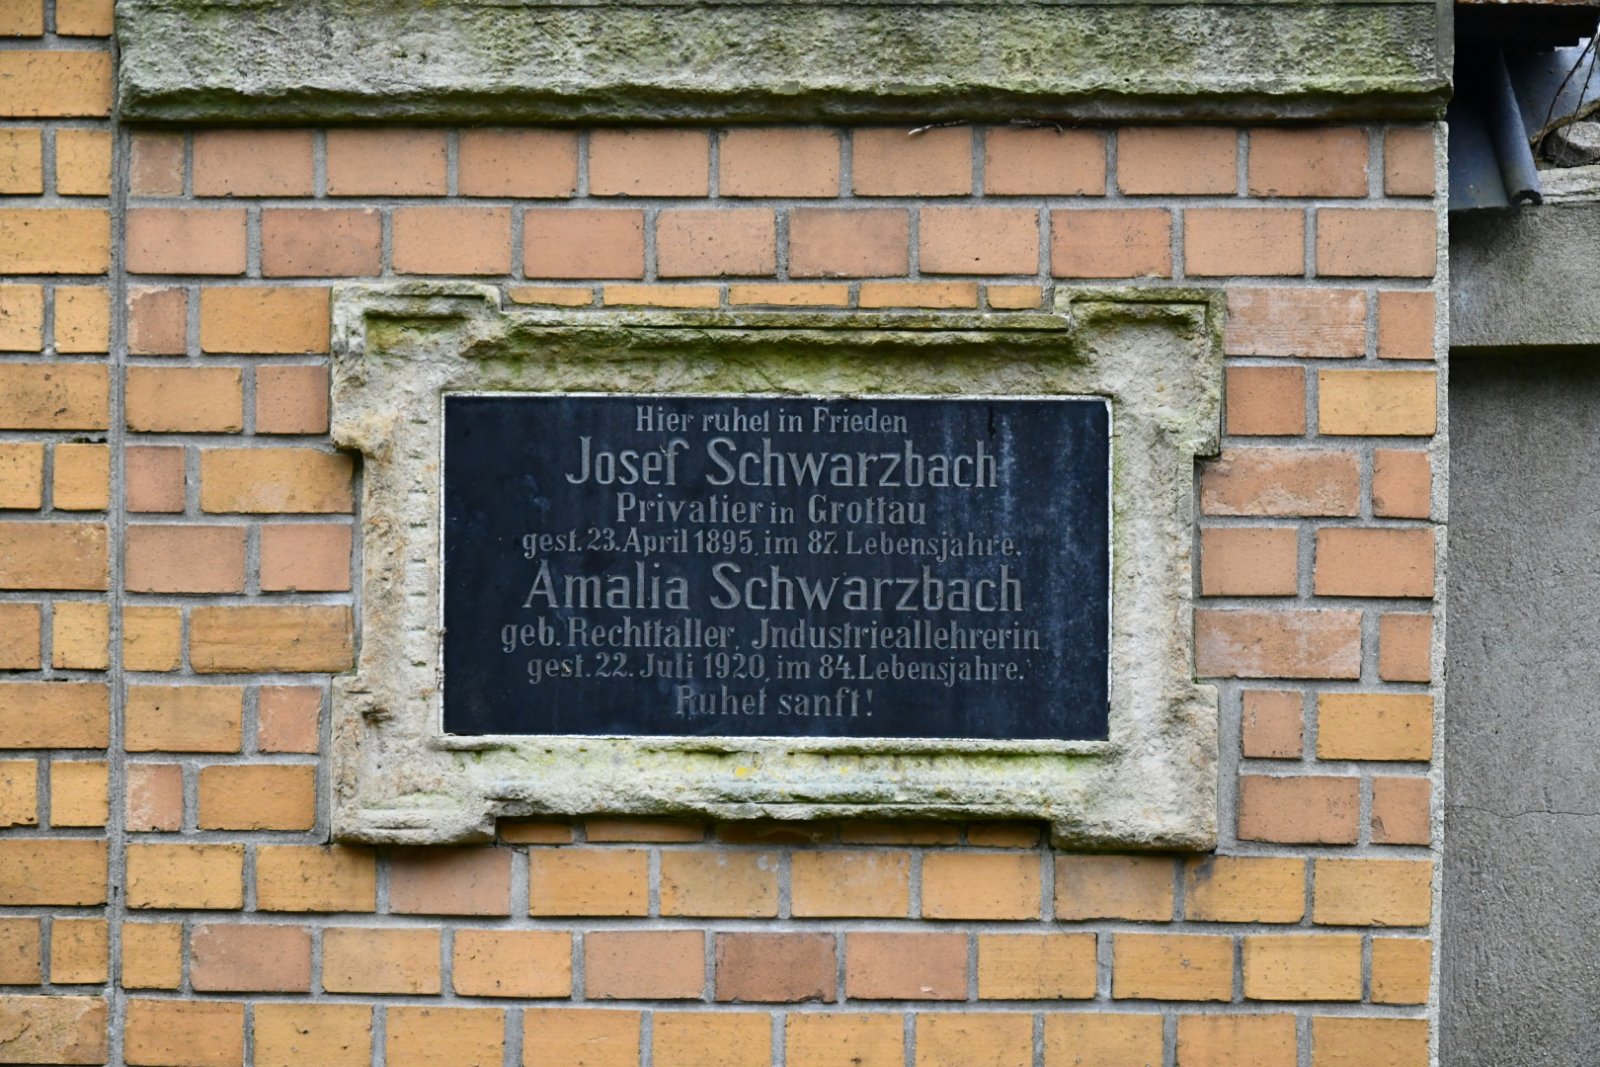 Hier ruhet in Frieden
Josef Schwarzbach
Privatier in Grottau
gest. 23. April 1895, im 87. Lebensjahre.
Amalia Schwarzbach
geb. Rechttaller, Industrieallehrerin
gest. 22. Juli 1920, im 84. Lebensjahre.
Ruhet sanft!